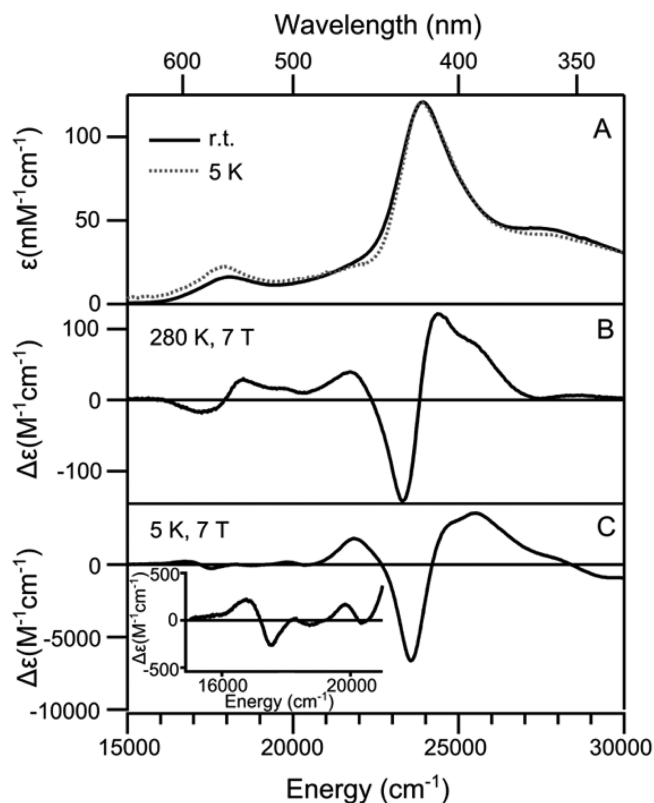 Wavelength (nm)
600 500 400 350
A
r.t.
5 K
100
50
0
ε(mM⁻¹cm⁻¹)
B
280 K, 7 T
100
0
-100
Δε(M⁻¹cm⁻¹)
C
5 K, 7 T
0
-5000
-10000
Δε(M⁻¹cm⁻¹)
500
0
-500
Δε(M⁻¹cm⁻¹)
16000 20000
Energy (cm⁻¹)
15000 20000 25000 30000
Energy (cm⁻¹)